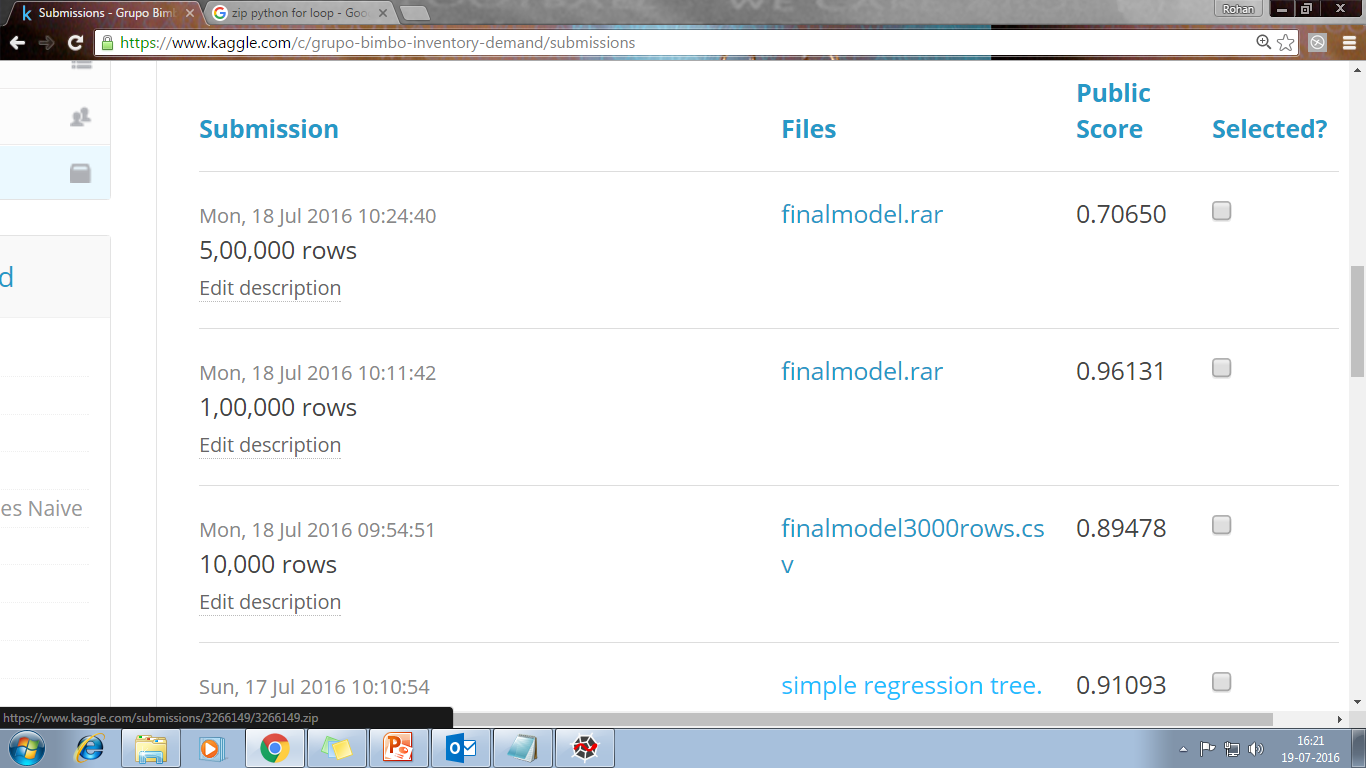 Submissions - Grupo Bimb
zip python for loop - Goo
Rohan
https://www.kaggle.com/c/grupo-bimbo-inventory-demand/submissions
Submission Files Public Score Selected?
Mon, 18 Jul 2016 10:24:40 finalmodel.rar 0.70650
5,00,000 rows
Edit description
Mon, 18 Jul 2016 10:11:42 finalmodel.rar 0.96131
1,00,000 rows
Edit description
Mon, 18 Jul 2016 09:54:51 finalmodel3000rows.cs 0.89478
10,000 rows v
Edit description
Sun, 17 Jul 2016 10:10:54 simple regression tree. 0.91093
d
es Naive
https://www.kaggle.com/submissions/3266149/3266149.zip
16:21
19-07-2016